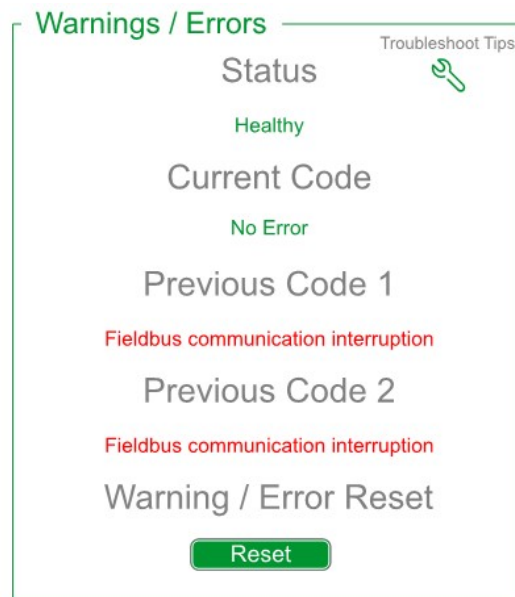 Warnings / Errors
Troubleshoot Tips
Status
Healthy
Current Code
No Error
Previous Code 1
Fieldbus communication interruption
Previous Code 2
Fieldbus communication interruption
Warning / Error Reset
Reset